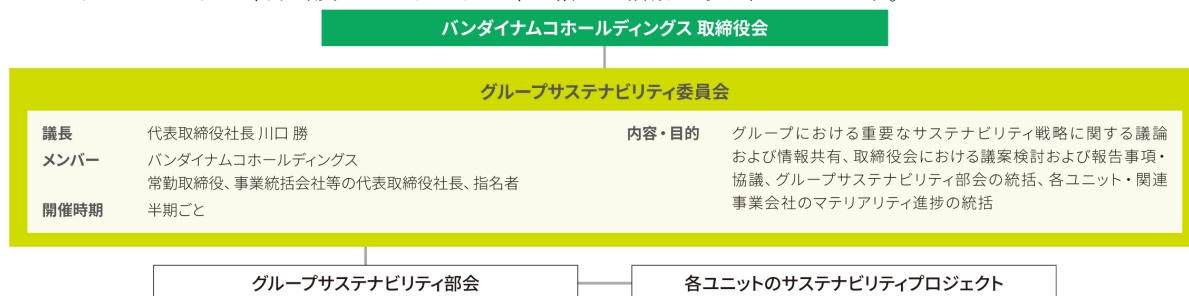 バンダイナムコホールディングス 取締役会
グループサステナビリティ委員会
議長 代表取締役社長 川口 勝
メンバー バンダイナムコホールディングス
常勤取締役、事業統括会社等の代表取締役社長、指名者
開催時期 半期ごと
内容・目的 グループにおける重要なサステナビリティ戦略に関する議論
および情報共有、取締役会における議案検討および報告事項・
協議、グループサステナビリティ部会の統括、各ユニット・関連
事業会社のマテリアリティ進捗の統括
グループサステナビリティ部会
各ユニットのサステナビリティプロジェクト